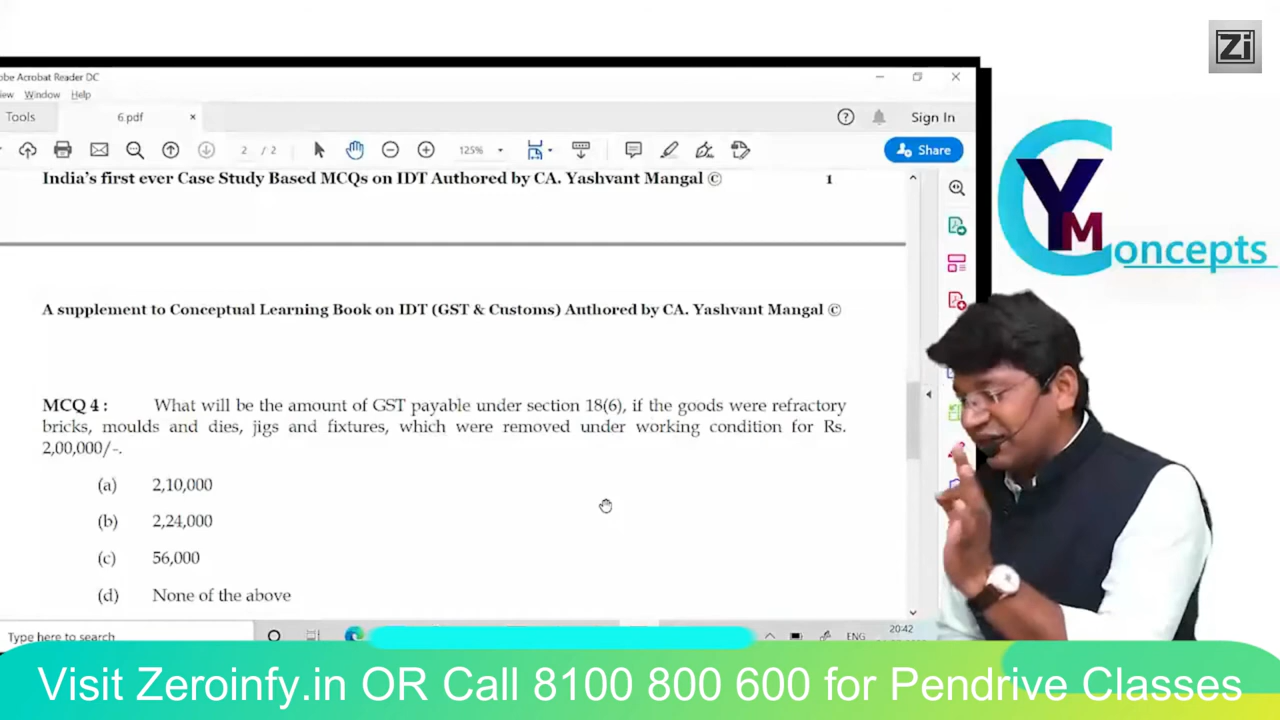 Zi
obe Acrobat Reader DC
iew Window Help
Tools 6.pdf × Sign In
2 / 2 125% Share
India's first ever Case Study Based MCQs on IDT Authored by CA. Yashvant Mangal © 1
YM Concepts
A supplement to Conceptual Learning Book on IDT (GST & Customs) Authored by CA. Yashvant Mangal ©
MCQ 4 : What will be the amount of GST payable under section 18(6), if the goods were refractory
bricks, moulds and dies, jigs and fixtures, which were removed under working condition for Rs.
2,00,000/-.
(a) 2,10,000
(b) 2,24,000
(c) 56,000
(d) None of the above
Type here to search ENG 20:42
Visit Zeroinfy.in OR Call 8100 800 600 for Pendrive Classes